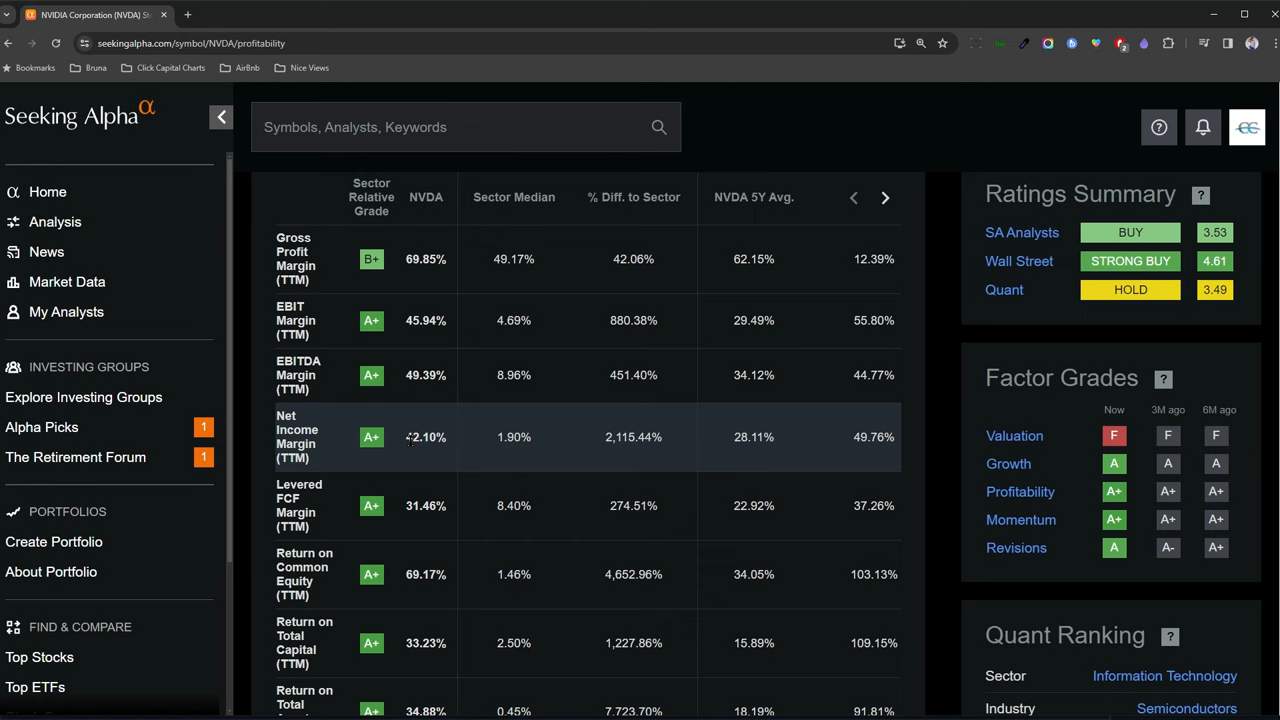 NVIDIA Corporation (NVDA) St
seekingalpha.com/symbol/NVDA/profitability
2
Bookmarks
Bruna
Click Capital Charts
AirBnb
Nice Views
Seeking Alpha α
Symbols, Analysts, Keywords
Home
Analysis
News
Market Data
My Analysts
INVESTING GROUPS
Explore Investing Groups
Alpha Picks 1
The Retirement Forum 1
PORTFOLIOS
Create Portfolio
About Portfolio
FIND & COMPARE
Top Stocks
Top ETFs
Sector
Relative
Grade
NVDA
Sector Median
% Diff. to Sector
NVDA 5Y Avg.
Gross
Profit
Margin
(TTM)
B+ 69.85% 49.17% 42.06% 62.15% 12.39%
EBIT
Margin
(TTM)
A+ 45.94% 4.69% 880.38% 29.49% 55.80%
EBITDA
Margin
(TTM)
A+ 49.39% 8.96% 451.40% 34.12% 44.77%
Net
Income
Margin
(TTM)
A+ 1.90% 2,115.44% 28.11% 49.76%
Levered
FCF
Margin
(TTM)
A+ 31.46% 8.40% 274.51% 22.92% 37.26%
Return on
Common
Equity
(TTM)
A+ 69.17% 1.46% 4,652.96% 34.05% 103.13%
Return on
Total
Capital
(TTM)
A+ 33.23% 2.50% 1,227.86% 15.89% 109.15%
Return on
Total
A+ 34.88% 0.45% 7,723.70% 18.19% 91.81%
Ratings Summary ?
SA Analysts BUY 3.53
Wall Street STRONG BUY 4.61
Quant HOLD 3.49
Factor Grades ?
Now 3M ago 6M ago
Valuation F F F
Growth A A A
Profitability A+ A+ A+
Momentum A+ A+ A+
Revisions A A- A+
Quant Ranking ?
Sector Information Technology
Industry Semiconductors